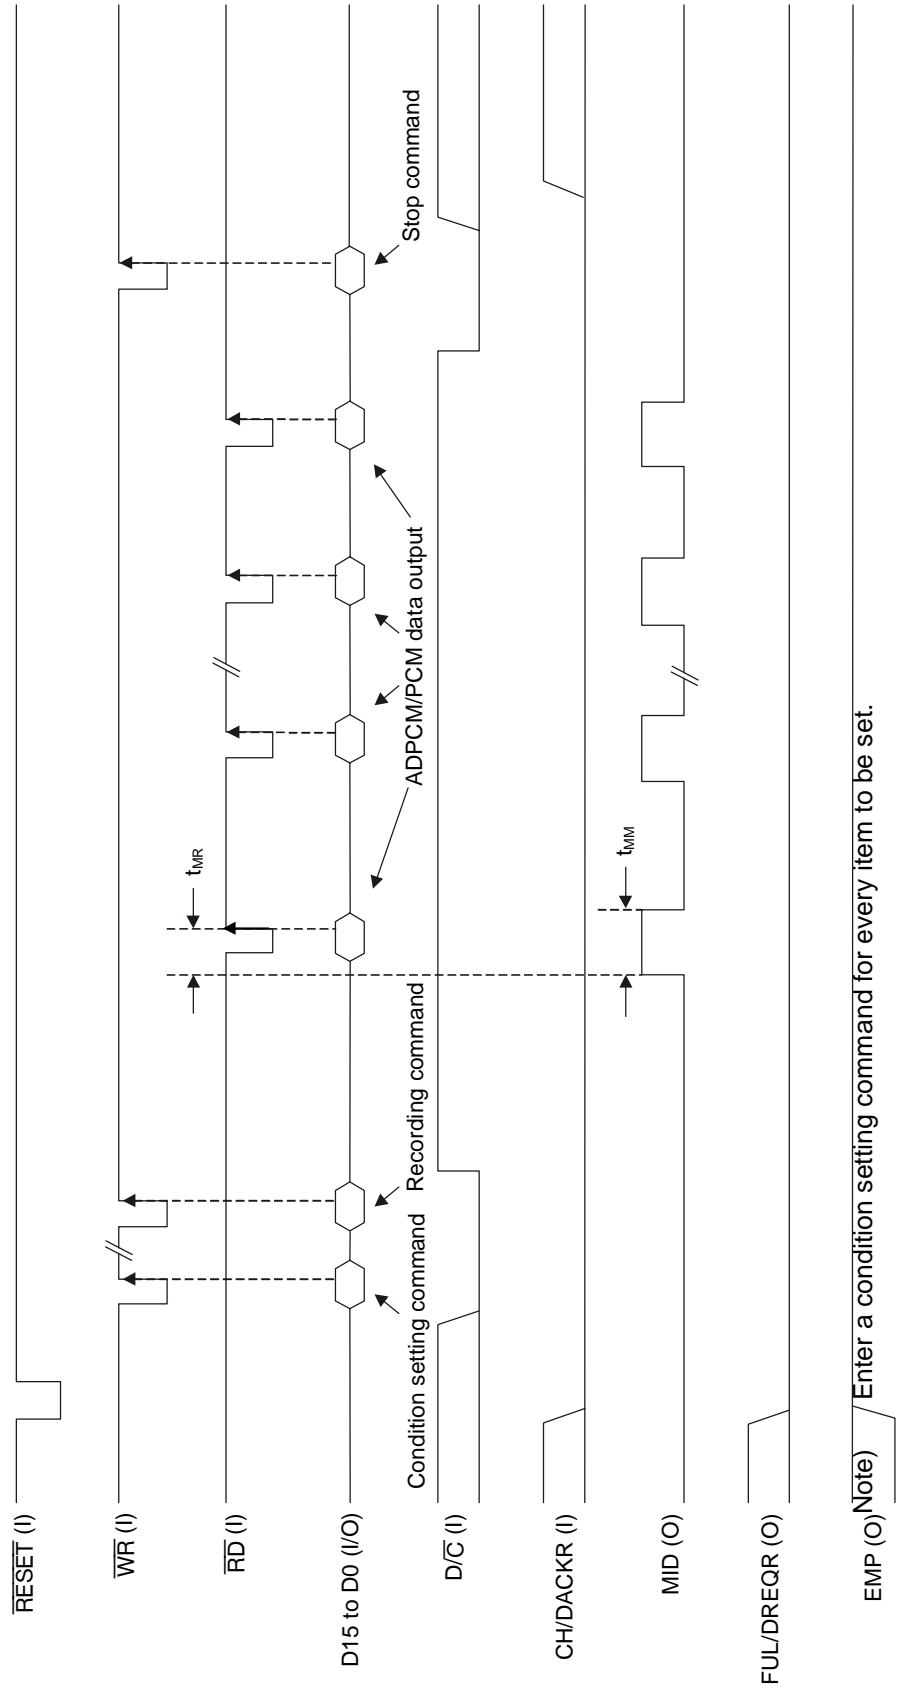 RESET (I)
WR (I)
RD (I)
D15 to D0 (I/O)
Condition setting command
Recording command
ADPCM/PCM data output
Stop command
D/C (I)
CH/DACKR (I)
MID (O)
FUL/DREQR (O)
EMP (O)
tMR
tMM
Note) Enter a condition setting command for every item to be set.